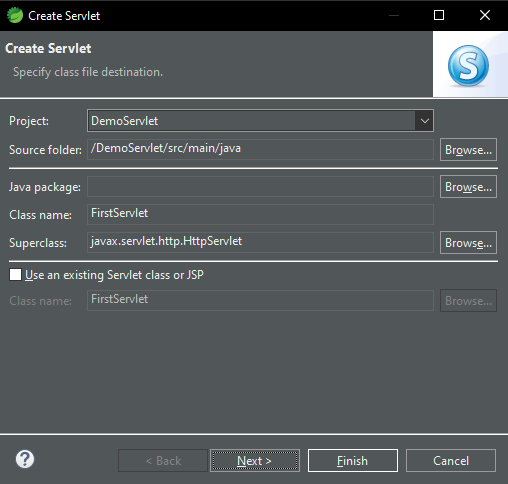 Create Servlet
Create Servlet
Specify class file destination.
S
Project: DemoServlet
Source folder: /DemoServlet/src/main/java Browse...
Java package: Browse...
Class name: FirstServlet
Superclass: javax.servlet.http.HttpServlet Browse...
Use an existing Servlet class or JSP
Class name: FirstServlet Browse...
? < Back Next > Finish Cancel